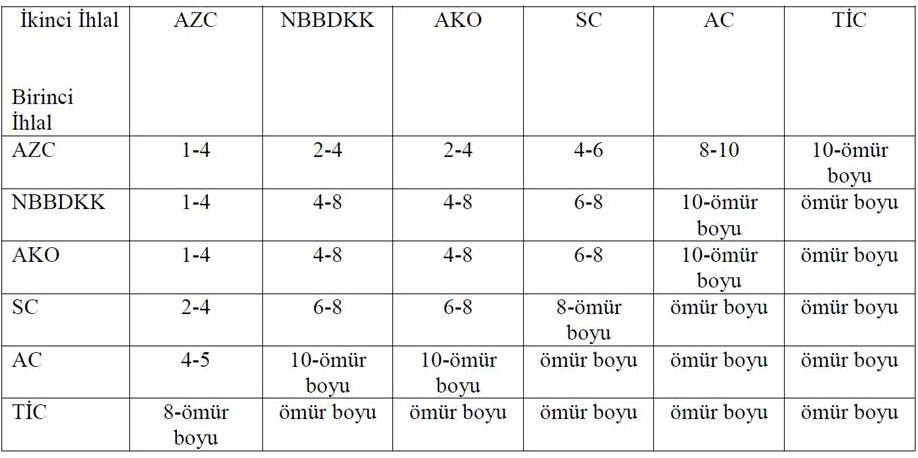 İkinci İhlal AZC NBBDKK AKO SC AC TİC
Birinci
İhlal
AZC 1-4 2-4 2-4 4-6 8-10 10-ömür
boyu
NBBDKK 1-4 4-8 4-8 6-8 10-ömür ömür boyu
boyu
AKO 1-4 4-8 4-8 6-8 10-ömür ömür boyu
boyu
SC 2-4 6-8 6-8 8-ömür ömür boyu ömür boyu
boyu
AC 4-5 10-ömür 10-ömür ömür boyu ömür boyu ömür boyu
boyu boyu
TİC 8-ömür ömür boyu ömür boyu ömür boyu ömür boyu ömür boyu
boyu